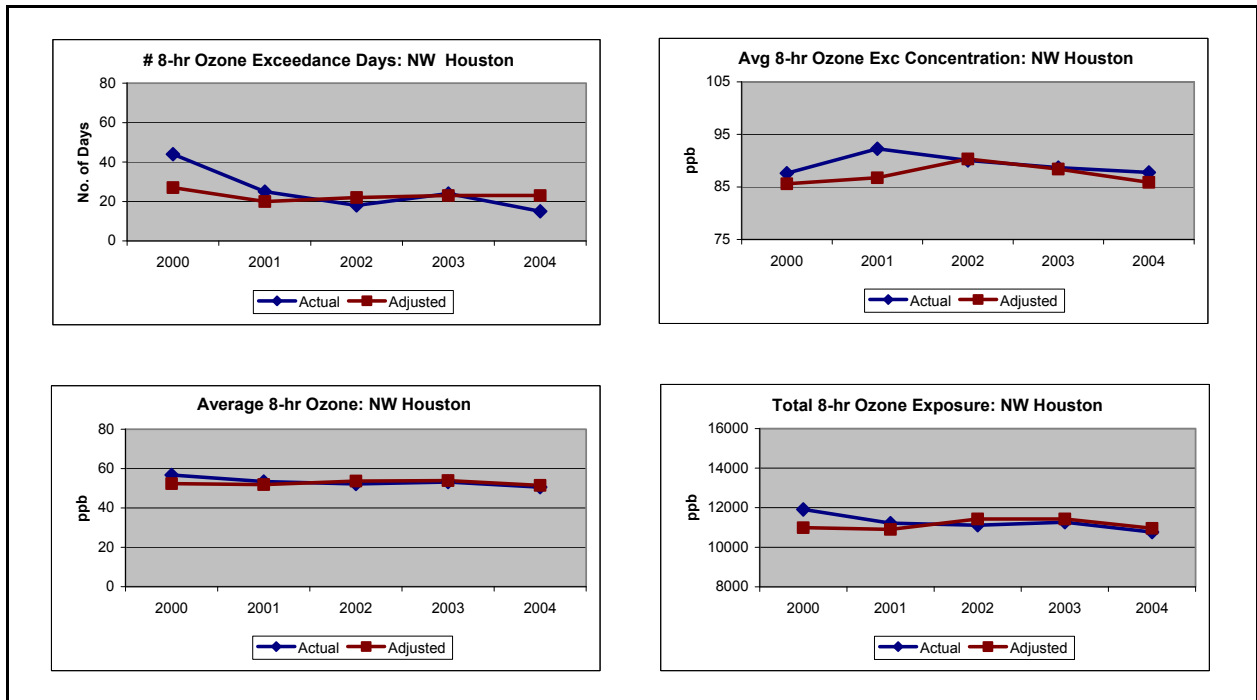 # 8-hr Ozone Exceedance Days: NW  Houston
No. of Days
80
60
40
20
0
2000 2001 2002 2003 2004
Actual Adjusted
Avg 8-hr Ozone Exc Concentration: NW Houston
ppb
105
95
85
75
2000 2001 2002 2003 2004
Actual Adjusted
Average 8-hr Ozone: NW Houston
ppb
80
60
40
20
0
2000 2001 2002 2003 2004
Actual Adjusted
Total 8-hr Ozone Exposure: NW Houston
ppb
16000
14000
12000
10000
8000
2000 2001 2002 2003 2004
Actual Adjusted